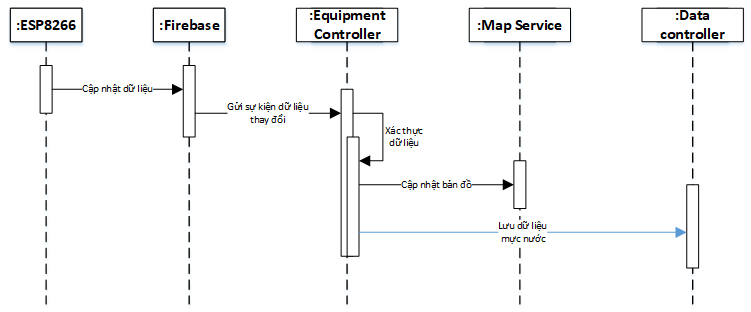 :ESP8266
:Firebase
:Equipment
Controller
:Map Service
:Data
controller
Cập nhật dữ liệu
Gửi sự kiện dữ liệu
thay đổi
Xác thực
dữ liệu
Cập nhật bản đồ
Lưu dữ liệu
mực nước